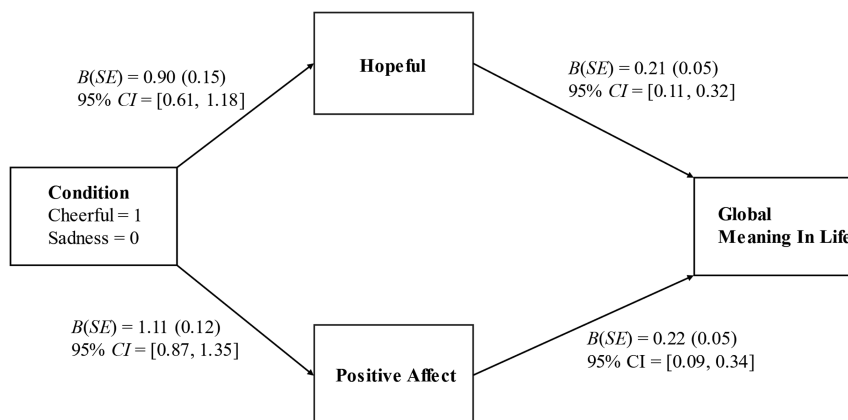 Hopeful
B(SE) = 0.90 (0.15)
95% CI = [0.61, 1.18]
B(SE) = 0.21 (0.05)
95% CI = [0.11, 0.32]
Condition
Cheerful = 1
Sadness = 0
Global
Meaning In Life
B(SE) = 1.11 (0.12)
95% CI = [0.87, 1.35]
B(SE) = 0.22 (0.05)
95% CI = [0.09, 0.34]
Positive Affect